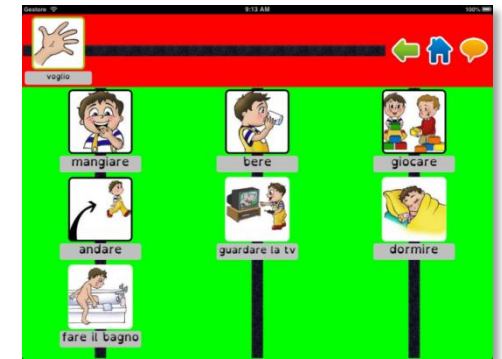 Gestore 9:13 AM 100%
voglio
mangiare bere giocare
andare guardare la tv dormire
fare il bagno